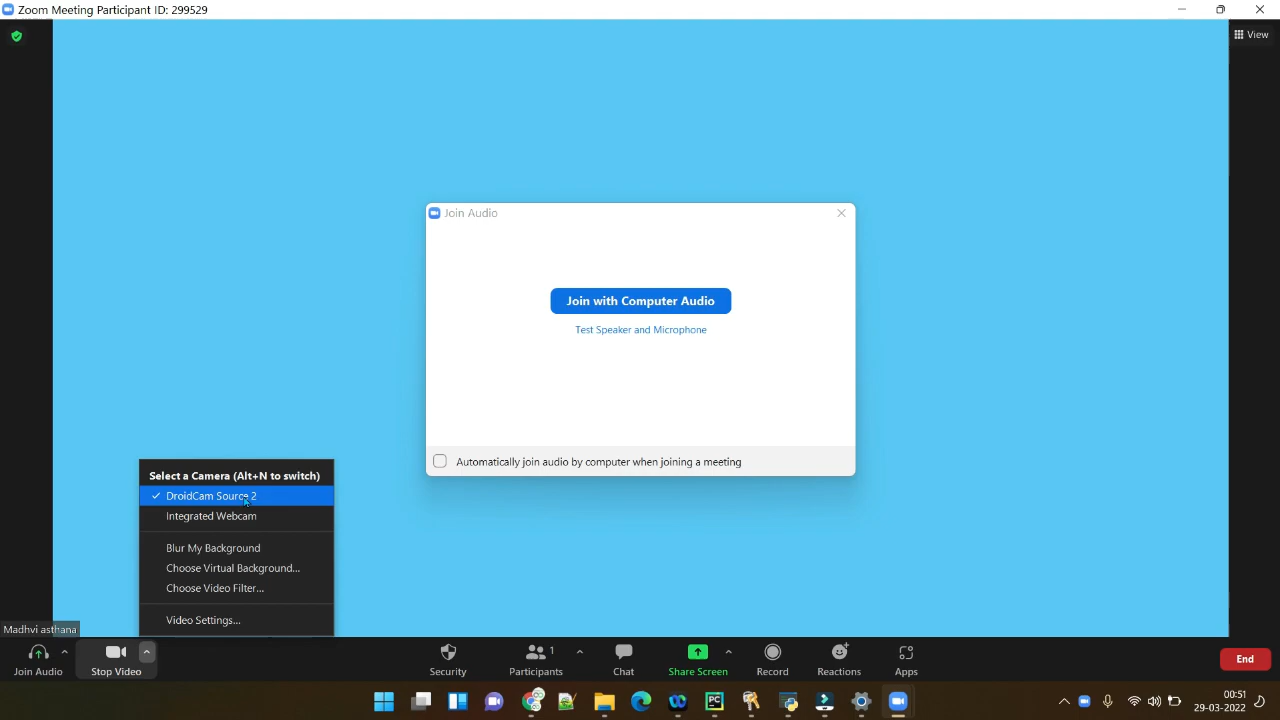 Zoom Meeting Participant ID: 299529
View
Join Audio
Join with Computer Audio
Test Speaker and Microphone
Automatically join audio by computer when joining a meeting
Select a Camera (Alt+N to switch)
DroidCam Source 2
Integrated Webcam
Blur My Background
Choose Virtual Background...
Choose Video Filter...
Video Settings...
Madhvi asthana
1
Join Audio
Stop Video
Security
Participants
Chat
Share Screen
Record
Reactions
Apps
End
PC
00:51
29-03-2022